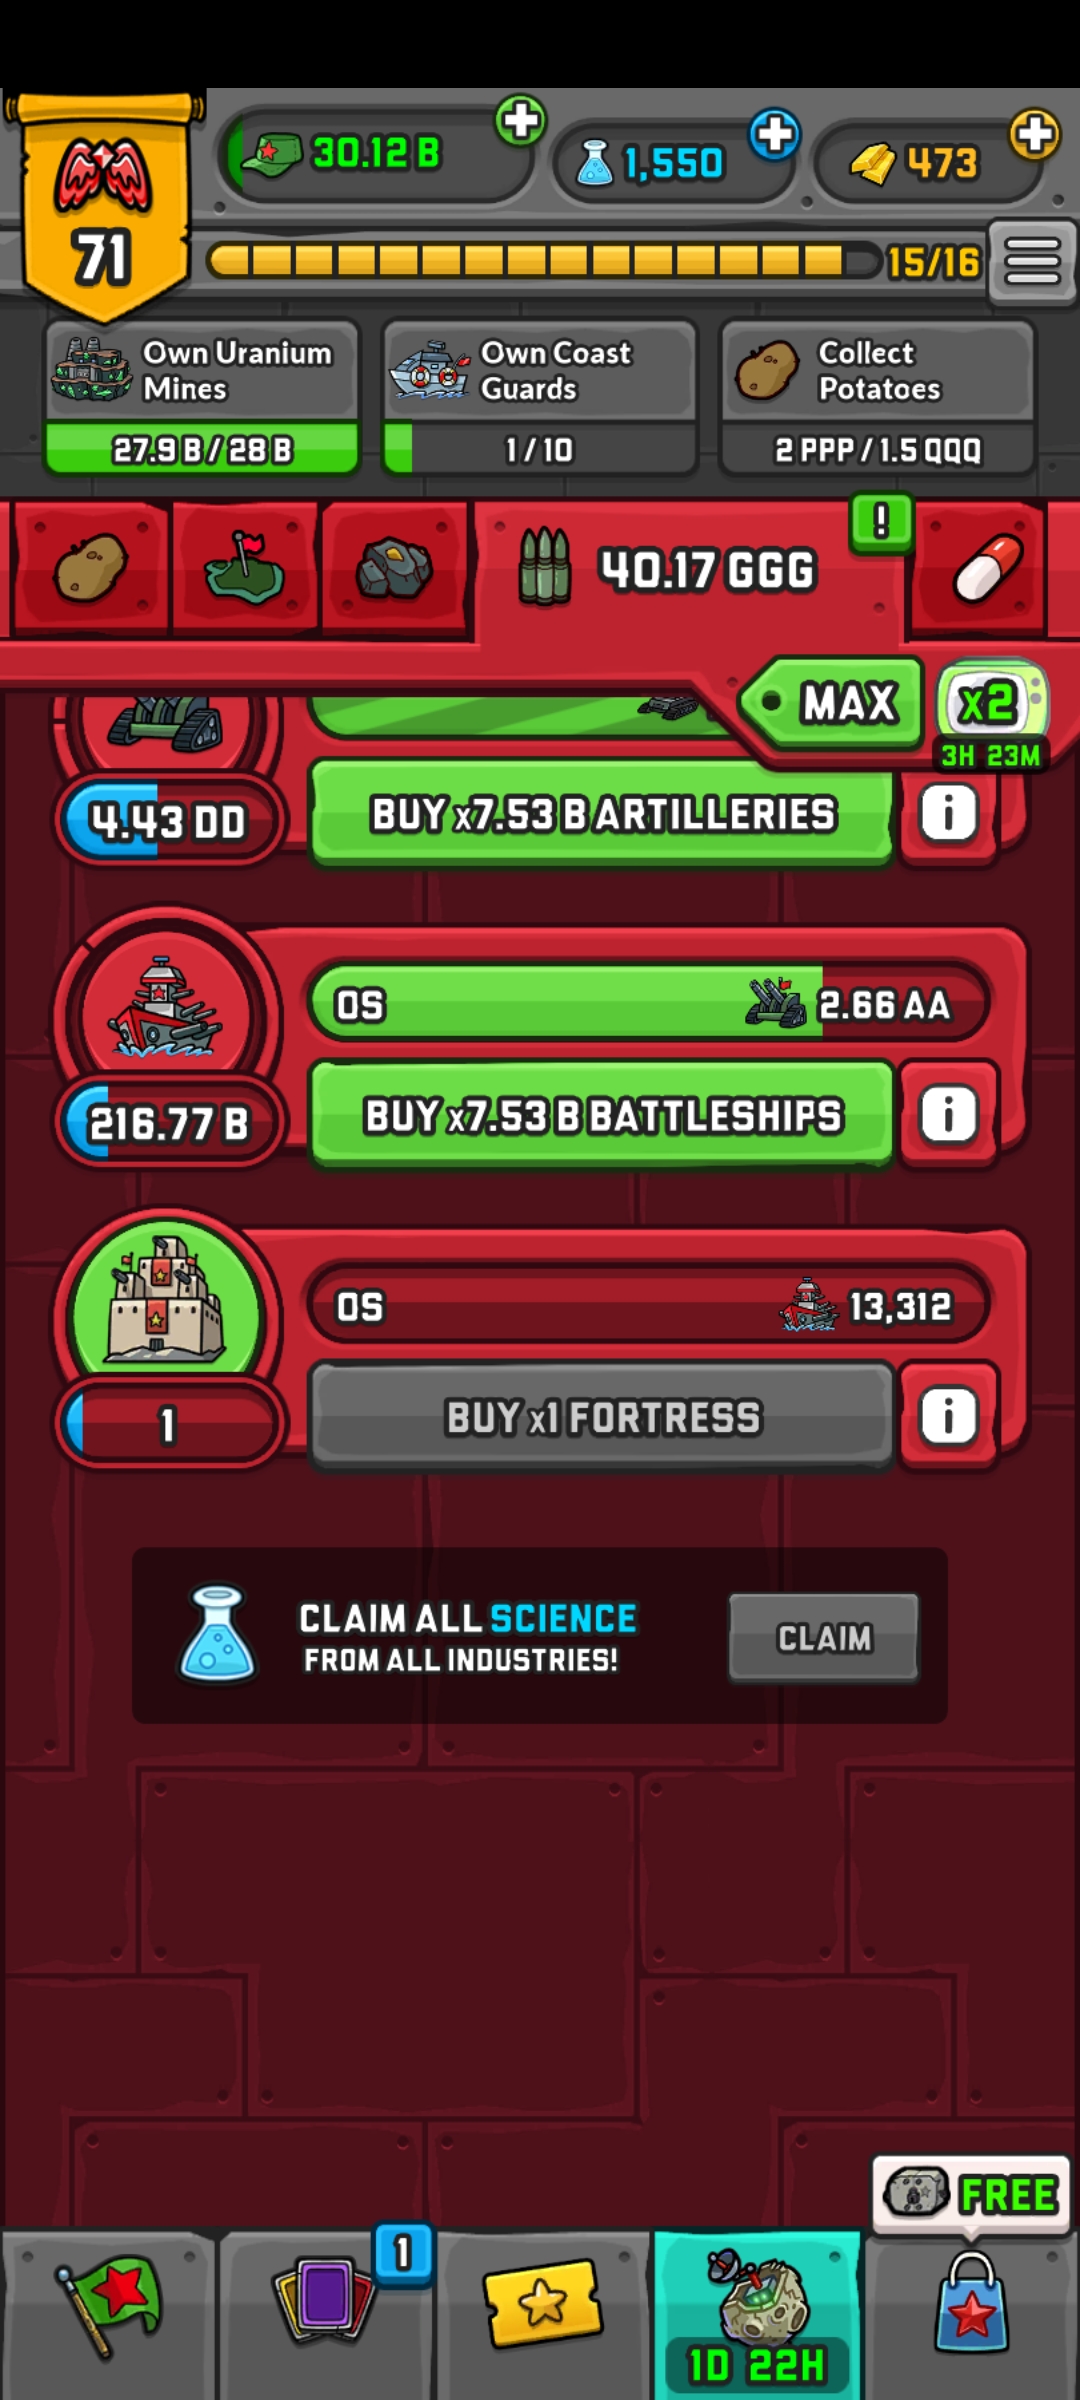 71
30.12 B
1,550
473
15/16
Own Uranium
Mines
27.9 B / 28 B
Own Coast
Guards
1 / 10
Collect
Potatoes
2 PPP / 1.5 QQQ
!
40.17 GGG
MAX
x2
3H 23M
4.43 DD
BUY x7.53 B ARTILLERIES
i
0S
2.66 AA
216.77 B
BUY x7.53 B BATTLESHIPS
i
0S
13,312
1
BUY x1 FORTRESS
i
CLAIM ALL SCIENCE
FROM ALL INDUSTRIES!
CLAIM
FREE
1
1D 22H